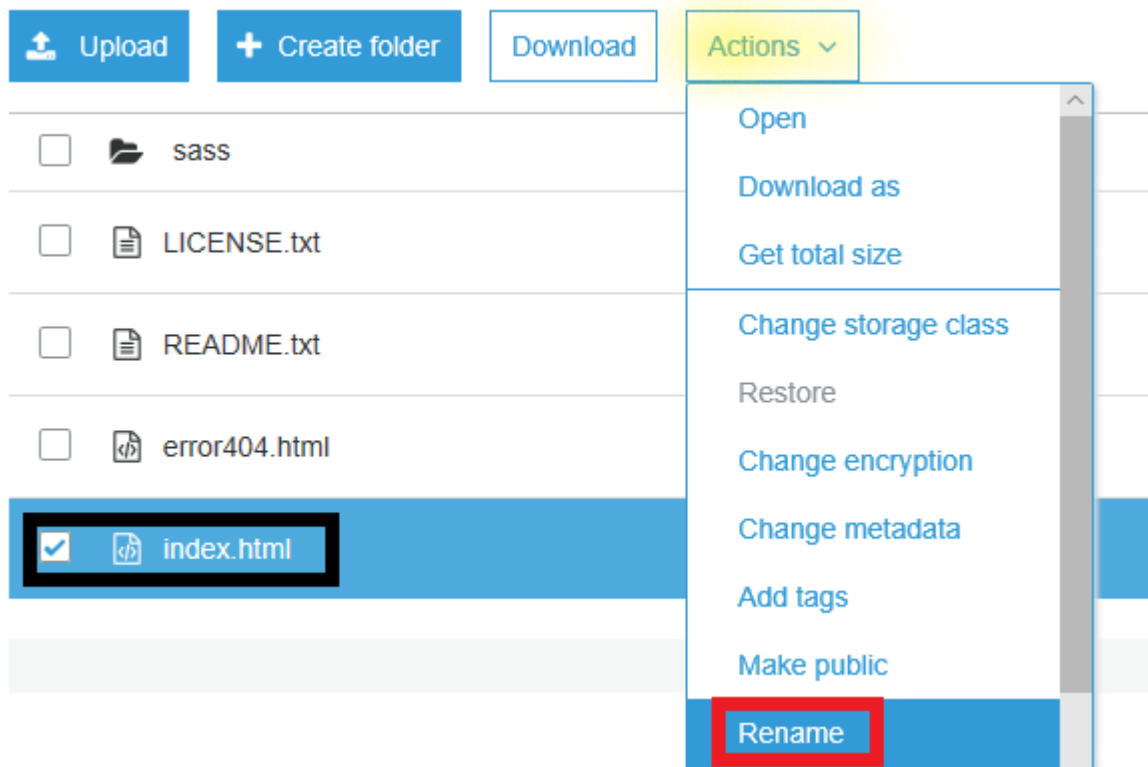 Upload
Create folder
Download
Actions
Open
sass
Download as
LICENSE.txt
Get total size
Change storage class
README.txt
Restore
error404.html
Change encryption
Change metadata
index.html
Add tags
Make public
Rename